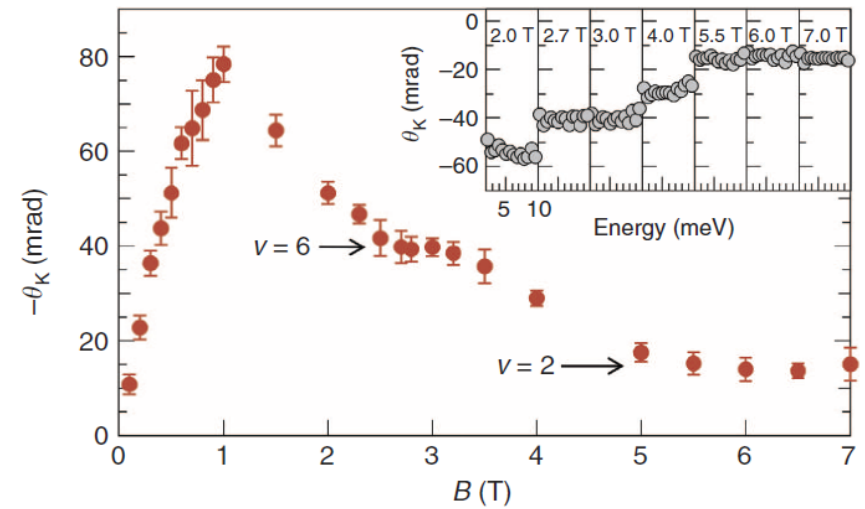 80
60
40
20
0
−θK (mrad)
0 1 2 3 4 5 6 7
B (T)
ν = 6
ν = 2
0
−20
−40
−60
θK (mrad)
2.0 T 2.7 T 3.0 T 4.0 T 5.5 T 6.0 T 7.0 T
5 10
Energy (meV)